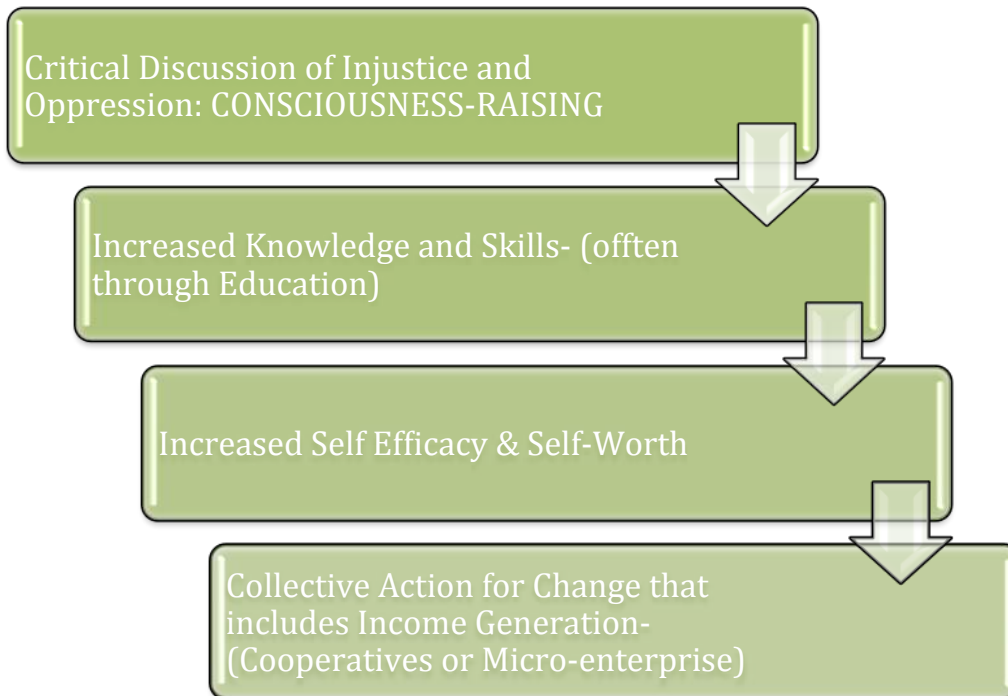 Critical Discussion of Injustice and
Oppression: CONSCIOUSNESS-RAISING
Increased Knowledge and Skills- (offten
through Education)
Increased Self Efficacy & Self-Worth
Collective Action for Change that
includes Income Generation-
(Cooperatives or Micro-enterprise)